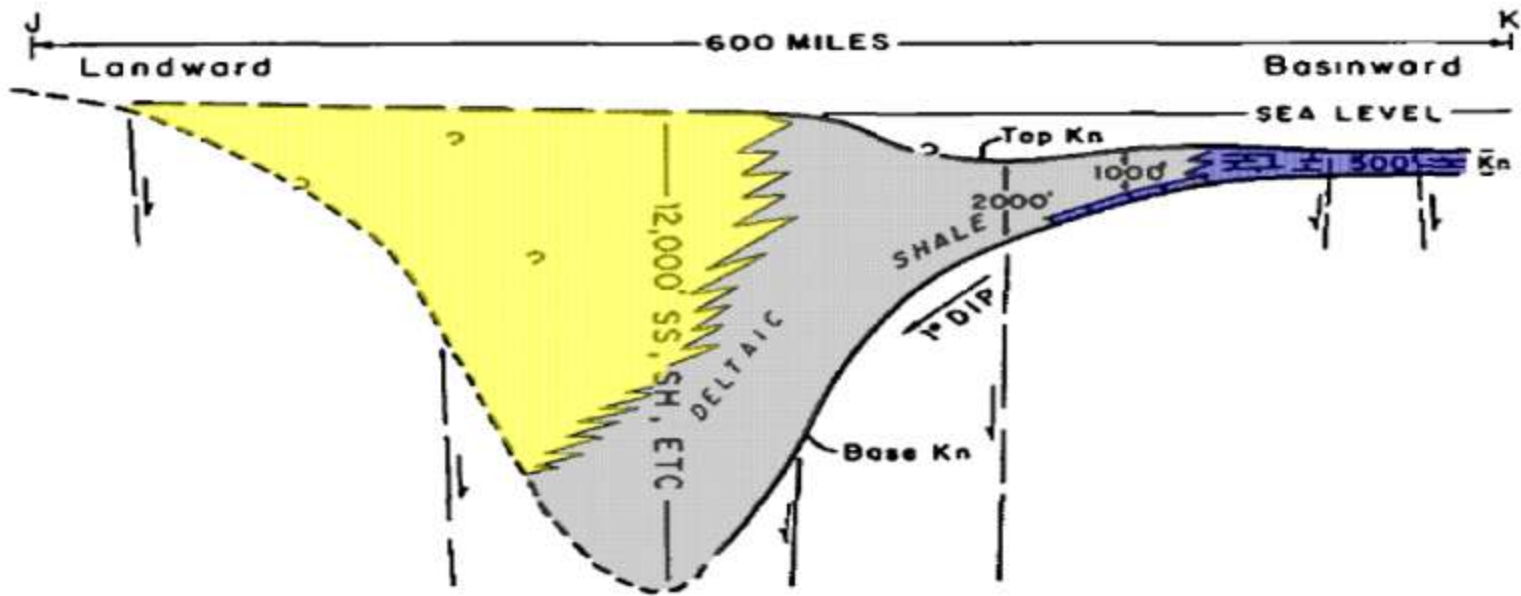 J K
600 MILES
Landward Basinward
SEA LEVEL
?
Top Kn
?
?
1000' 500' Kn
?
2000'
SHALE
12,000' SS, SH, ETC
1° DIP
DELTAIC
Base Kn